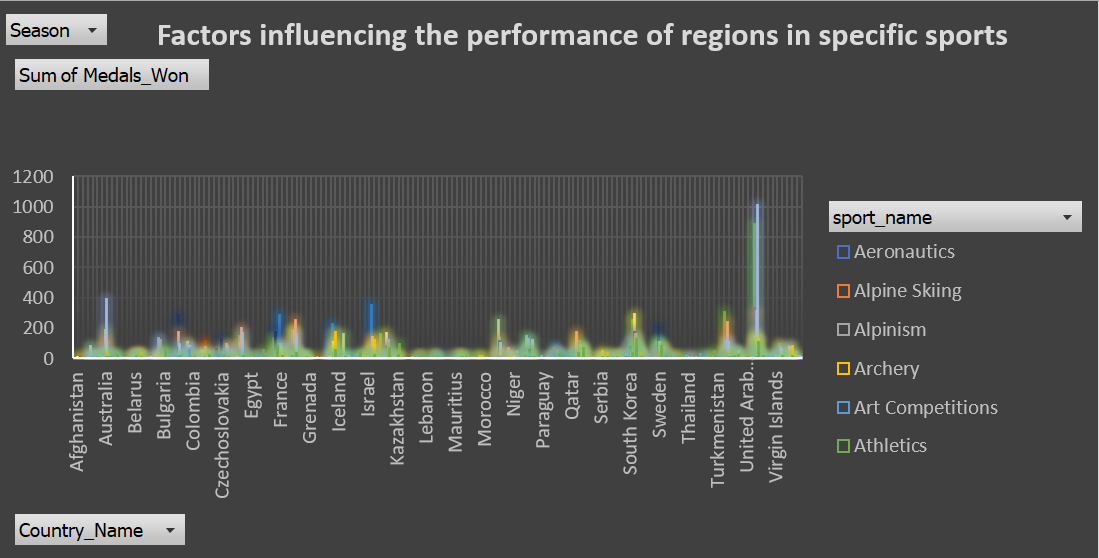 Season
Factors influencing the performance of regions in specific sports
Sum of Medals_Won
1200
1000
800
600
400
200
0
Afghanistan
Australia
Belarus
Bulgaria
Colombia
Czechoslovakia
Egypt
France
Grenada
Iceland
Israel
Kazakhstan
Lebanon
Mauritius
Morocco
Niger
Paraguay
Qatar
Serbia
South Korea
Sweden
Thailand
Turkmenistan
United Arab...
Virgin Islands
sport_name
Aeronautics
Alpine Skiing
Alpinism
Archery
Art Competitions
Athletics
Country_Name